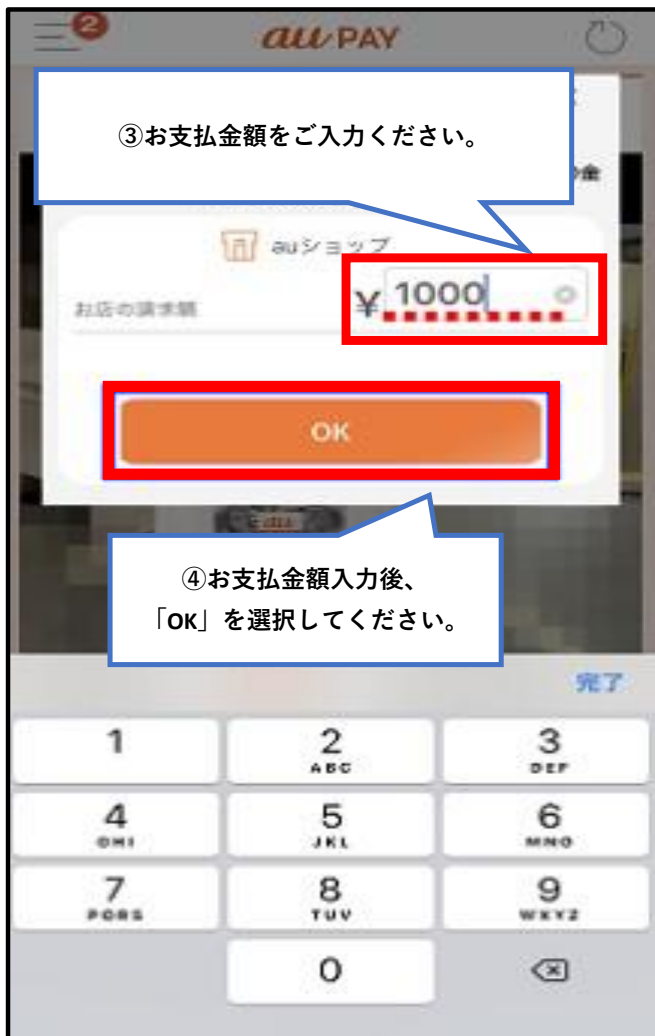 2
au PAY
③お支払金額をご入力ください。
金
auショップ
お店の請求額
¥ 1000
OK
au
④お支払金額入力後、
「OK」を選択してください。
完了
1
2
ABC
3
DEF
4
GHI
5
JKL
6
MNO
7
PQRS
8
TUV
9
WXYZ
0